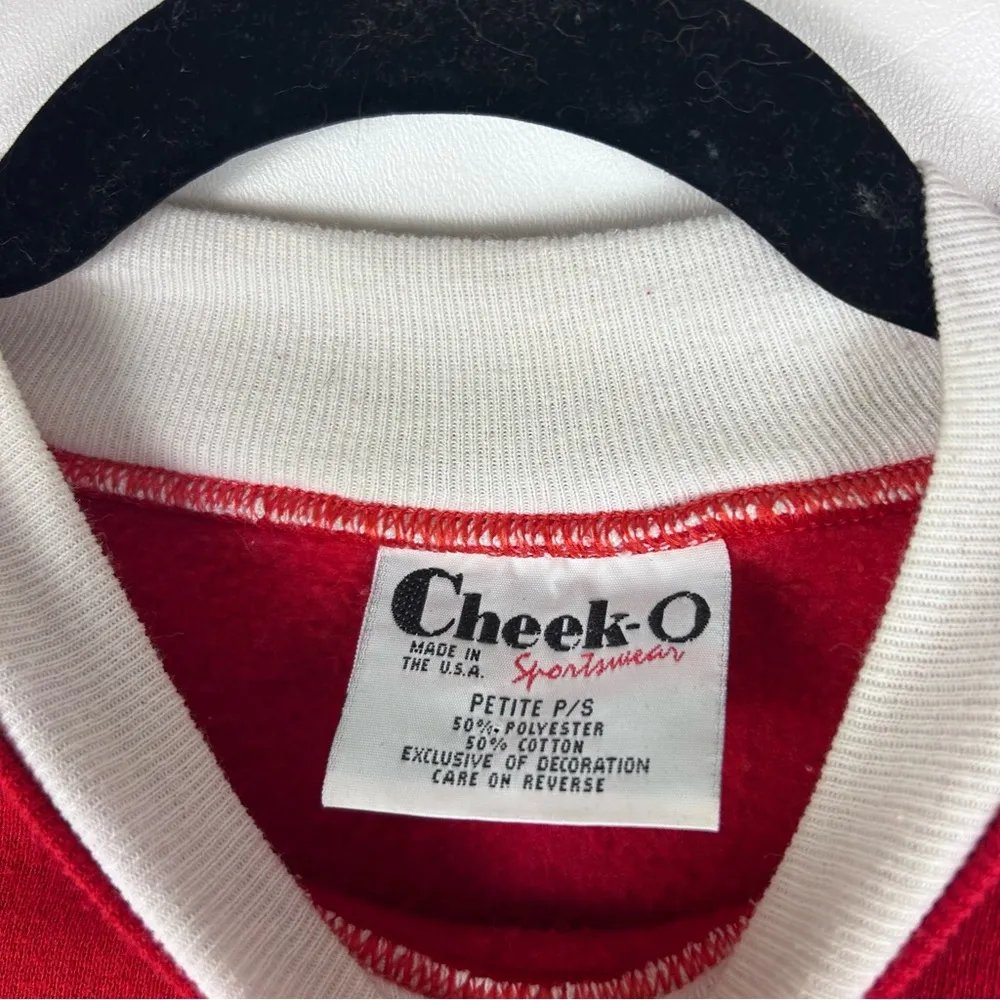 Cheek-O
MADE IN
THE U.S.A.
Sportswear
PETITE P/S
50% POLYESTER
50% COTTON
EXCLUSIVE OF DECORATION
CARE ON REVERSE